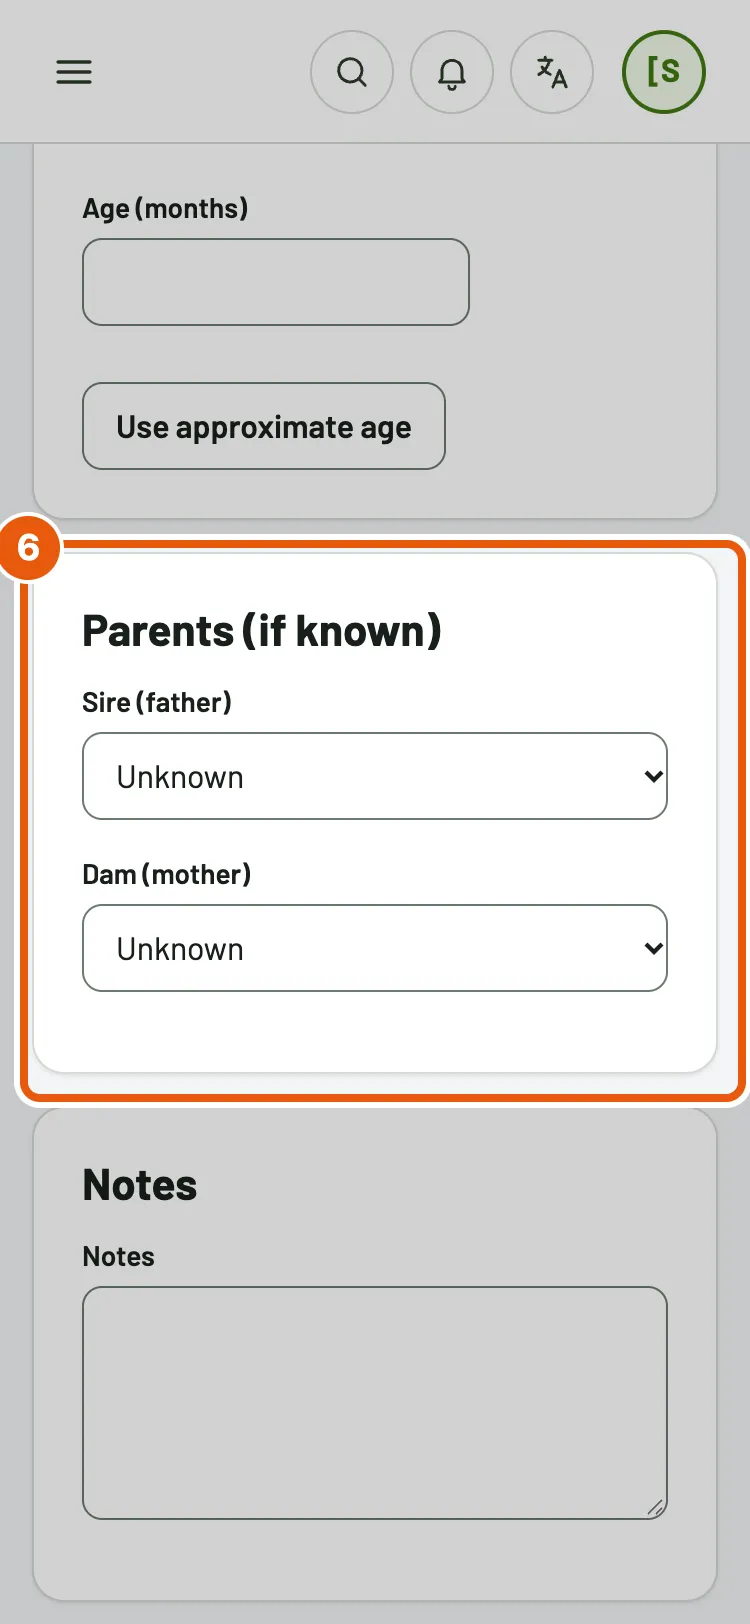 [S
Age (months)
Use approximate age
6
Parents (if known)
Sire (father)
Unknown
Dam (mother)
Unknown
Notes
Notes